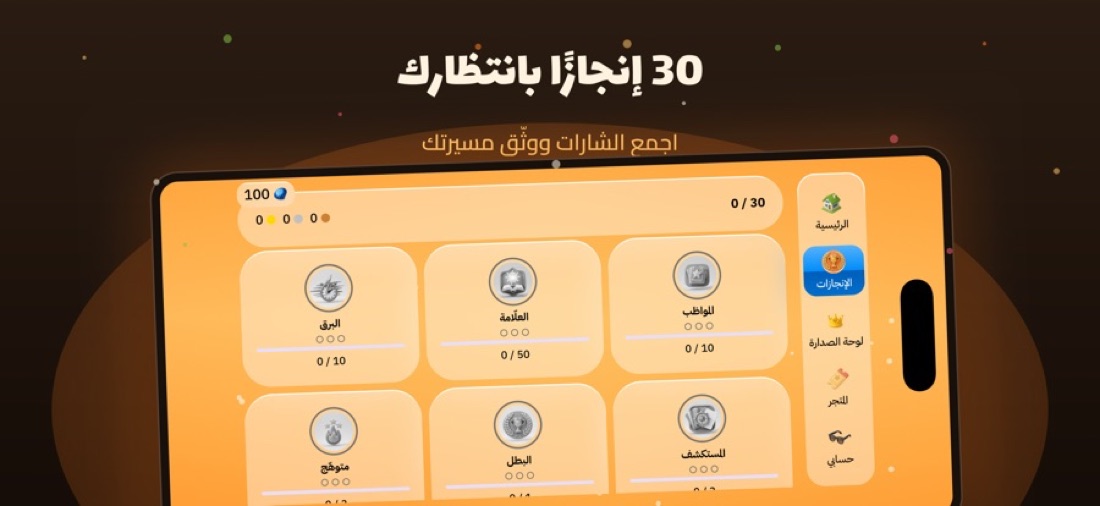 30 إنجازًا بانتظارك
اجمع الشارات ووثّق مسيرتك
100
0 0 0
0 / 30
الرئيسية
الإنجازات
لوحة الصدارة
المتجر
حسابي
المواظب
0 / 10
العلّامة
0 / 50
البرق
0 / 10
المستكشف
البطل
متوهّج